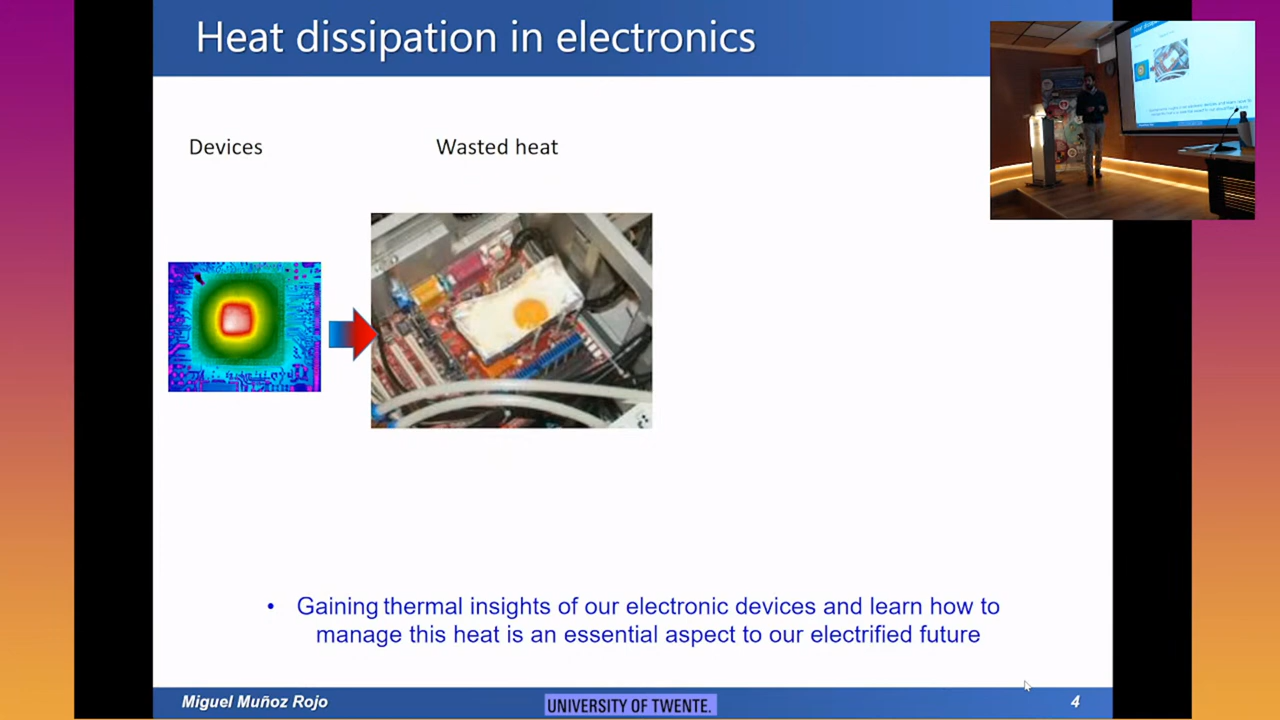 Heat dissipation in electronics
Devices
Wasted heat
• Gaining thermal insights of our electronic devices and learn how to
manage this heat is an essential aspect to our electrified future
Miguel Muñoz Rojo
UNIVERSITY OF TWENTE.
4